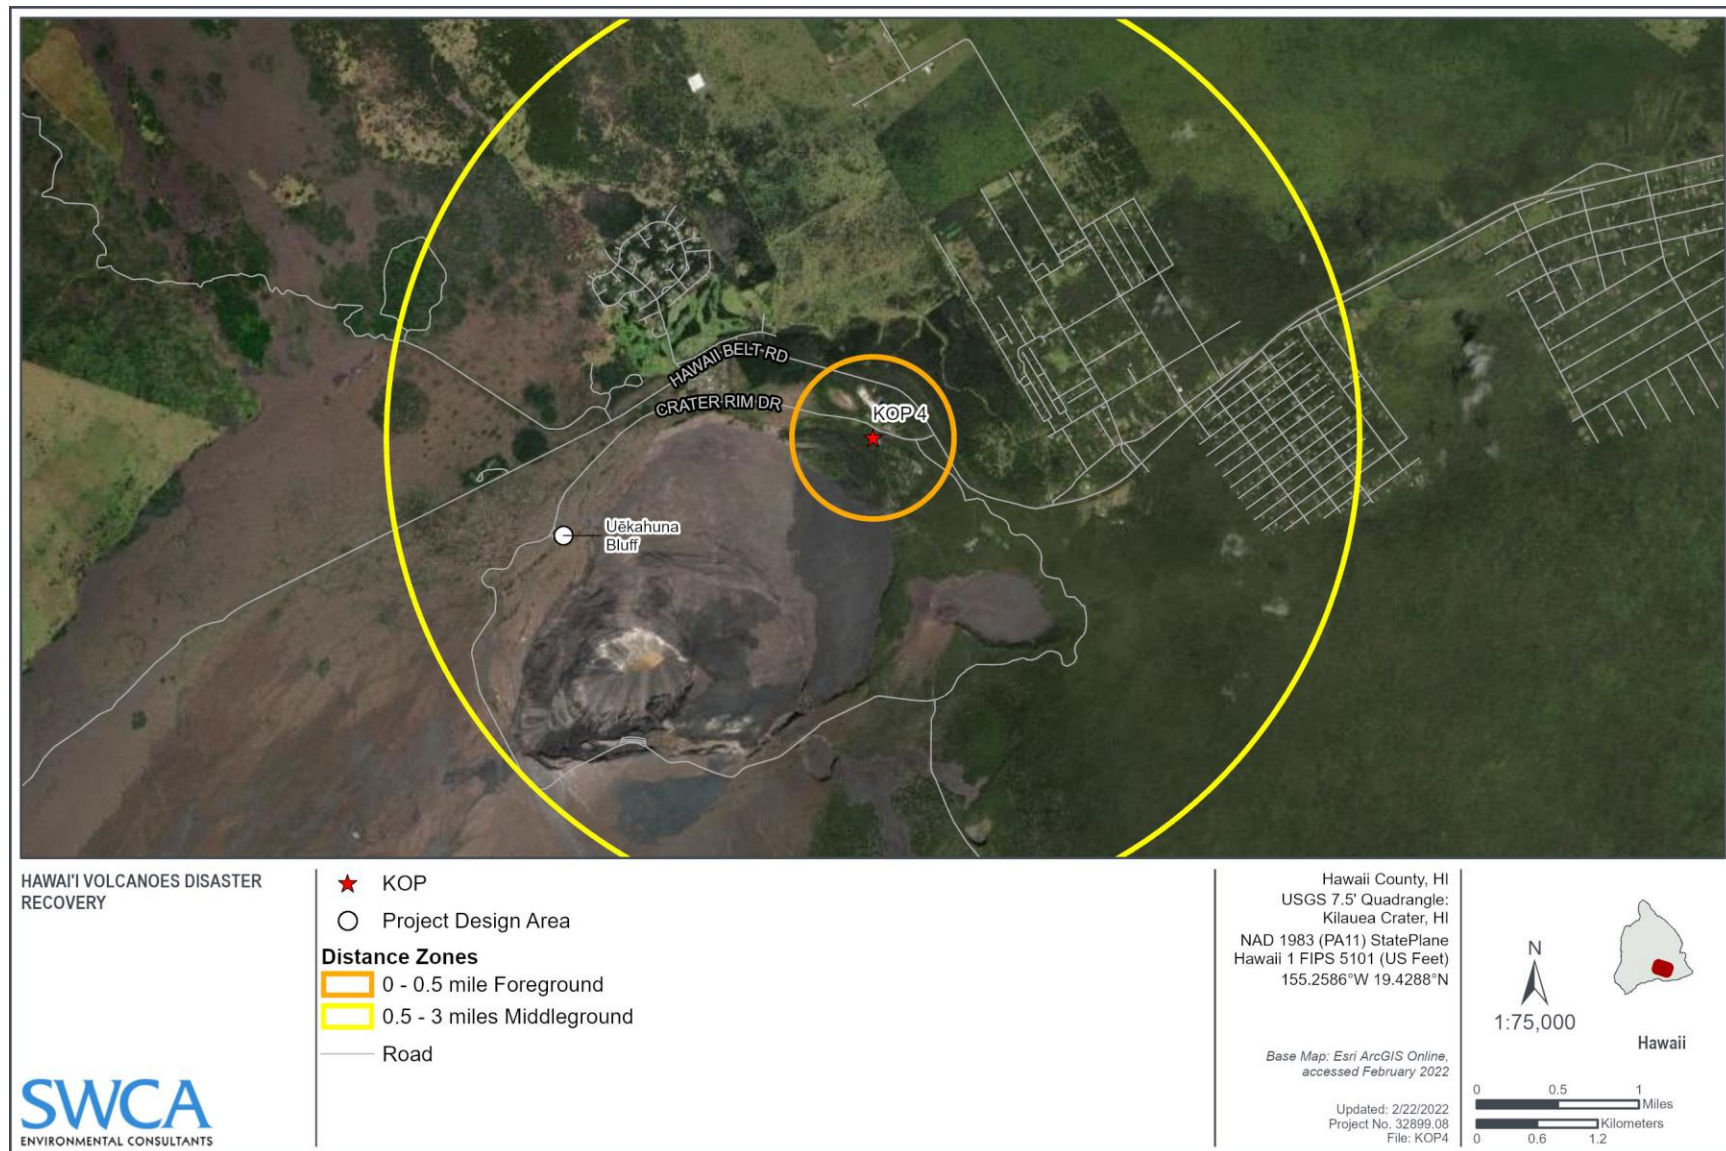 HAWAII BELT RD
CRATER RIM DR
KOP 4
Uēkahuna
Bluff
HAWAI'I VOLCANOES DISASTER
RECOVERY
KOP
Project Design Area
Distance Zones
0 - 0.5 mile Foreground
0.5 - 3 miles Middleground
Road
SWCA
ENVIRONMENTAL CONSULTANTS
Hawaii County, HI
USGS 7.5' Quadrangle:
Kilauea Crater, HI
NAD 1983 (PA11) StatePlane
Hawaii 1 FIPS 5101 (US Feet)
155.2586°W 19.4288°N
Base Map: Esri ArcGIS Online,
accessed February 2022
Updated: 2/22/2022
Project No. 32899.08
File: KOP4
N
1:75,000
Hawaii
0 0.5 1
Miles
Kilometers
0 0.6 1.2